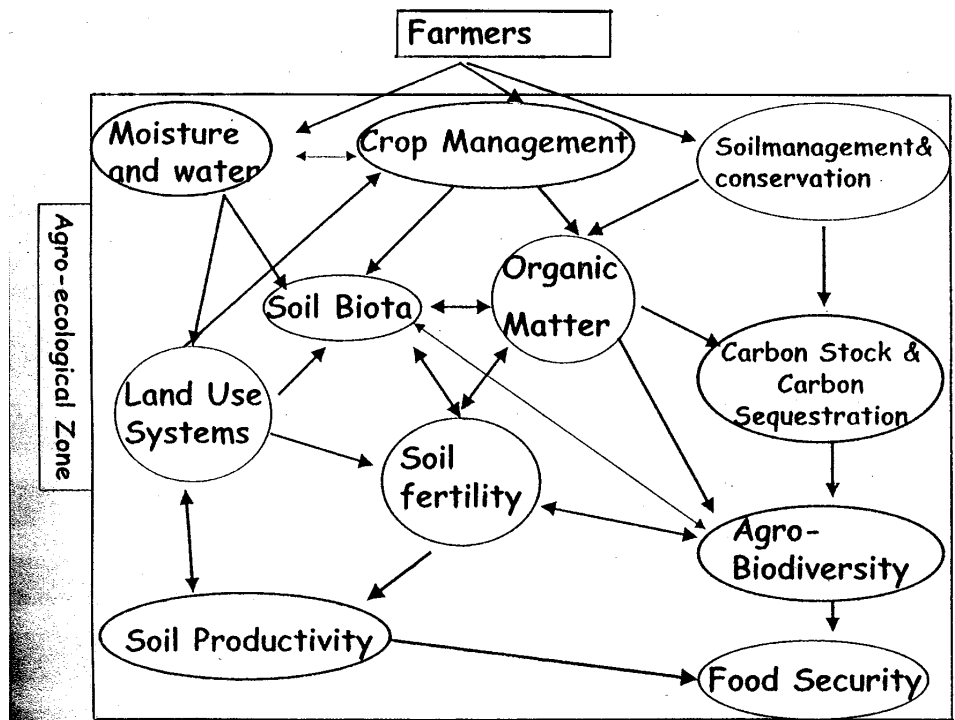 Farmers
Moisture
and water
Crop Management
Soilmanagement&
conservation
Agro-ecological Zone
Organic
Matter
Soil Biota
Carbon Stock &
Carbon
Sequestration
Land Use
Systems
Soil
fertility
Agro-
Biodiversity
Soil Productivity
Food Security